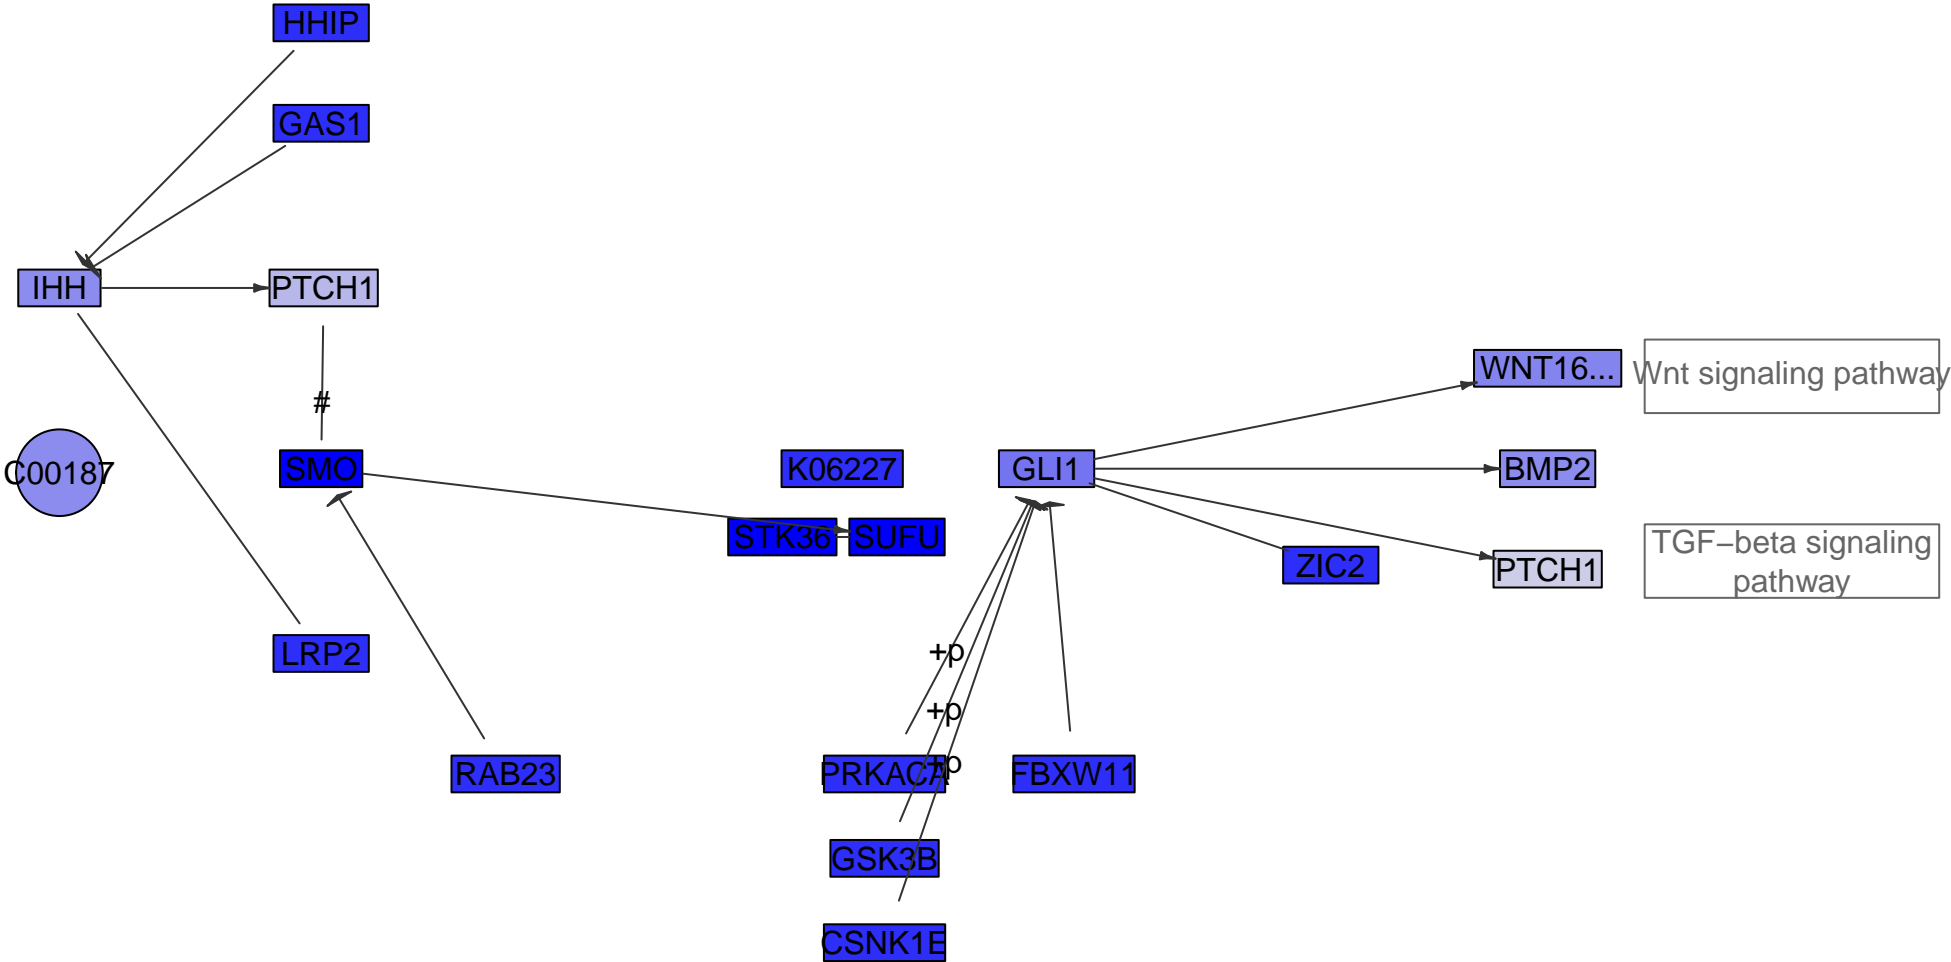 HHIP
GAS1
IHH
PTCH1
WNT16...
Wnt signaling pathway
#
C00187
SMO
K06227
GLI1
BMP2
STK36
SUFU
ZIC2
PTCH1
TGF−beta signaling
pathway
LRP2
+p
+p
+p
RAB23
PRKACA
FBXW11
GSK3B
CSNK1E